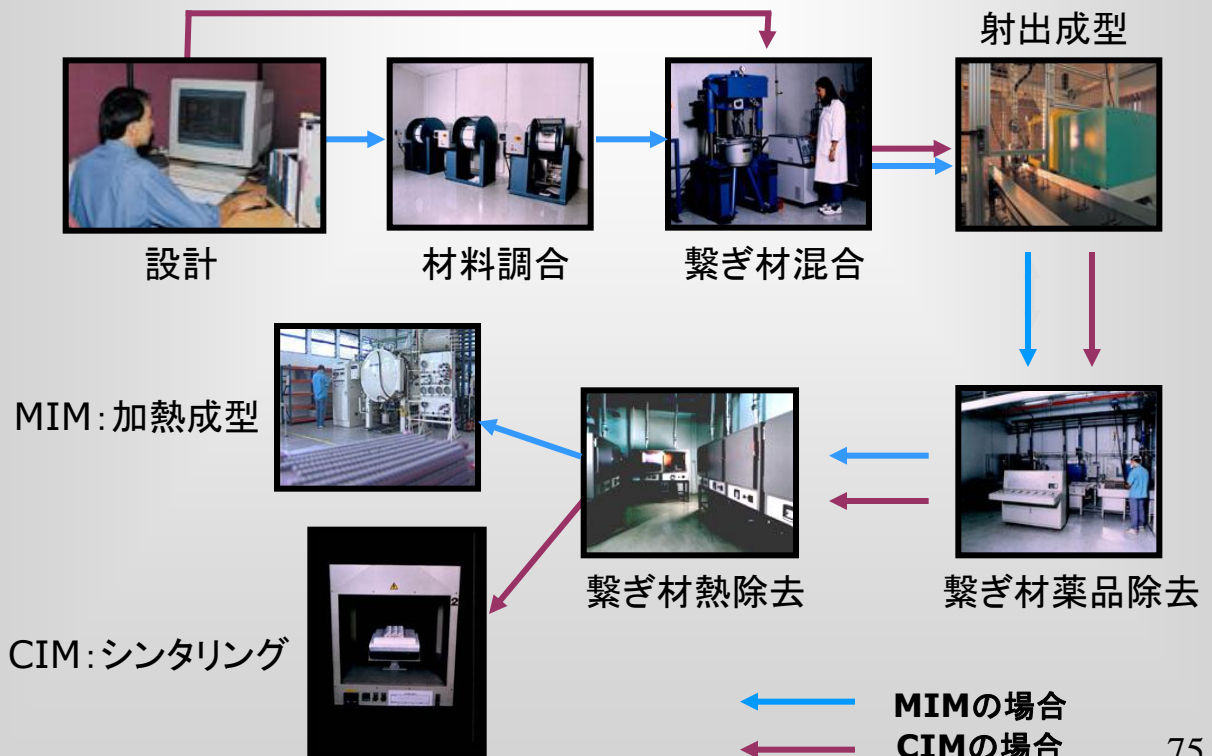 射出成型
設計
材料調合
繋ぎ材混合
MIM:加熱成型
繋ぎ材熱除去
繋ぎ材薬品除去
CIM:シンタリング
MIMの場合
CIMの場合
75